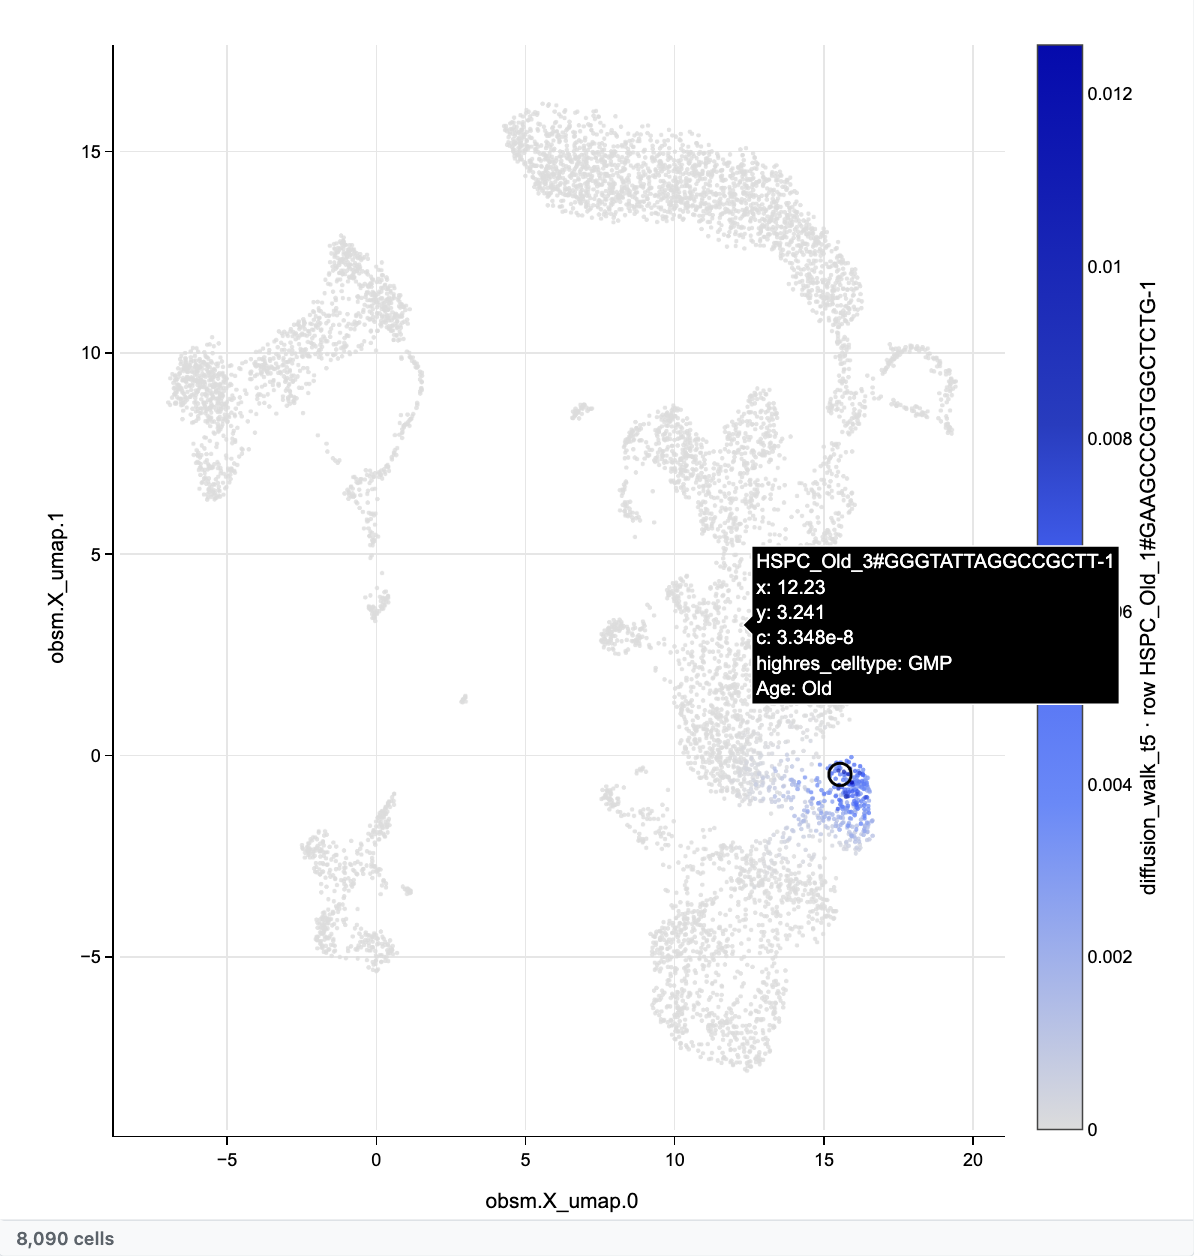 15
10
5
0
−5
−5
0
5
10
15
20
obsm.X_umap.1
obsm.X_umap.0
HSPC_Old_3#GGGTATTAGGCCGCTT-1
x: 12.23
y: 3.241
c: 3.348e-8
highres_celltype: GMP
Age: Old
0.012
0.01
0.008
0.004
0.002
0
diffusion_walk_t5 · row HSPC_Old_1#GAAGCCCGTGGCTCTG-1
8,090 cells